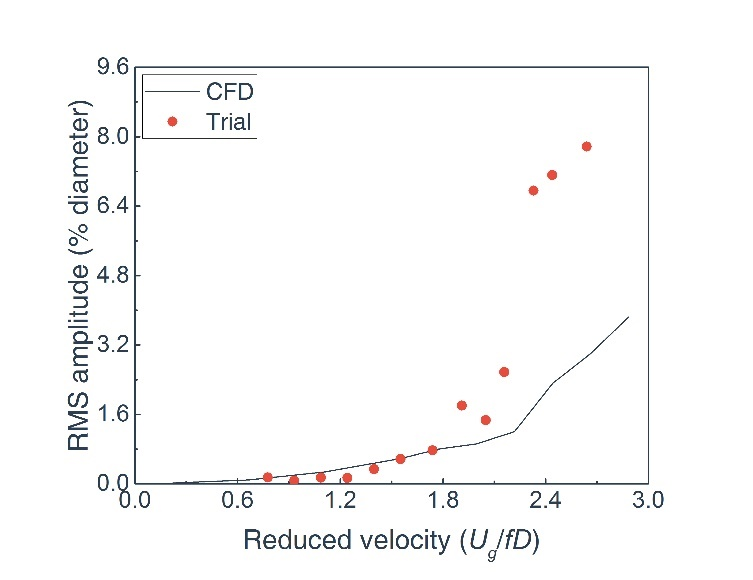 9.6
CFD
Trial
8.0
6.4
4.8
3.2
1.6
0.0
RMS amplitude (% diameter)
0.0 0.6 1.2 1.8 2.4 3.0
Reduced velocity (Ug/fD)